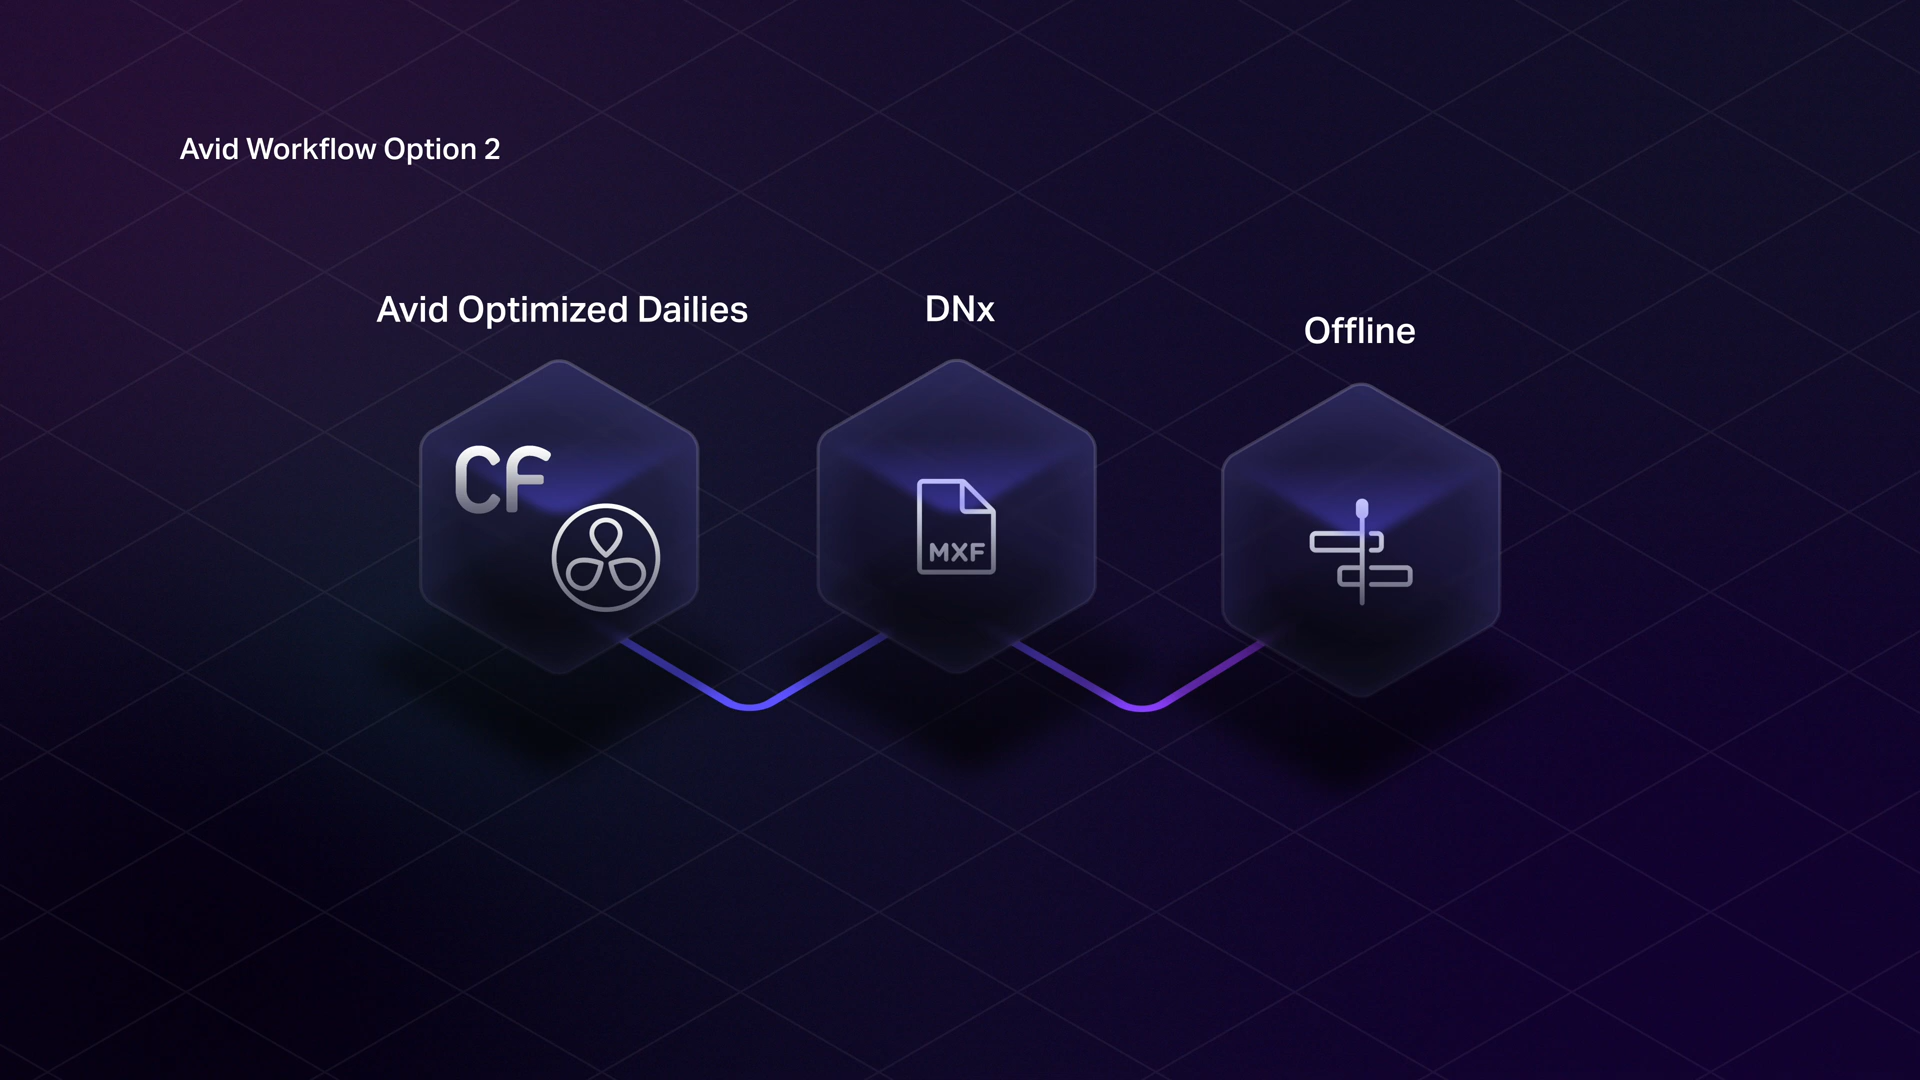 Avid Workflow Option 2
Avid Optimized Dailies
DNx
Offline
CF
MXF